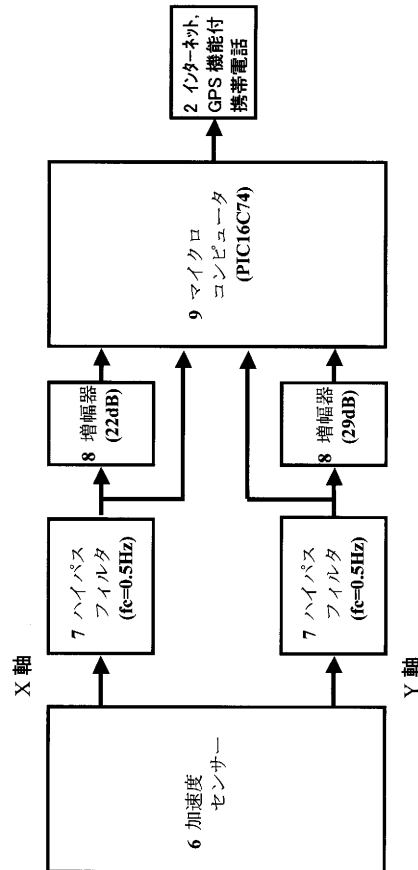 X 軸
Y 軸
6 加速度
センサー
7 ハイパス
フィルタ
(fc=0.5Hz)
7 ハイパス
フィルタ
(fc=0.5Hz)
8 増幅器
(22dB)
8 増幅器
(29dB)
9 マイクロ
コンピュータ
(PIC16C74)
2 インターネット,
GPS 機能付
携帯電話